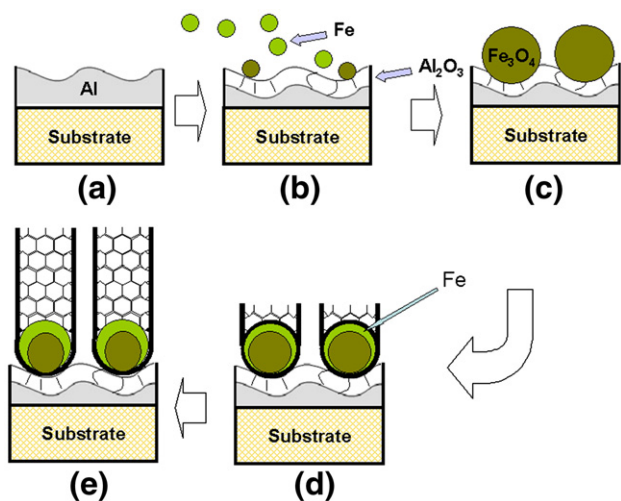 Al
Substrate
(a)
Fe
Al₂O₃
Substrate
(b)
Fe₃O₄
Substrate
(c)
Substrate
(e)
Fe
Substrate
(d)